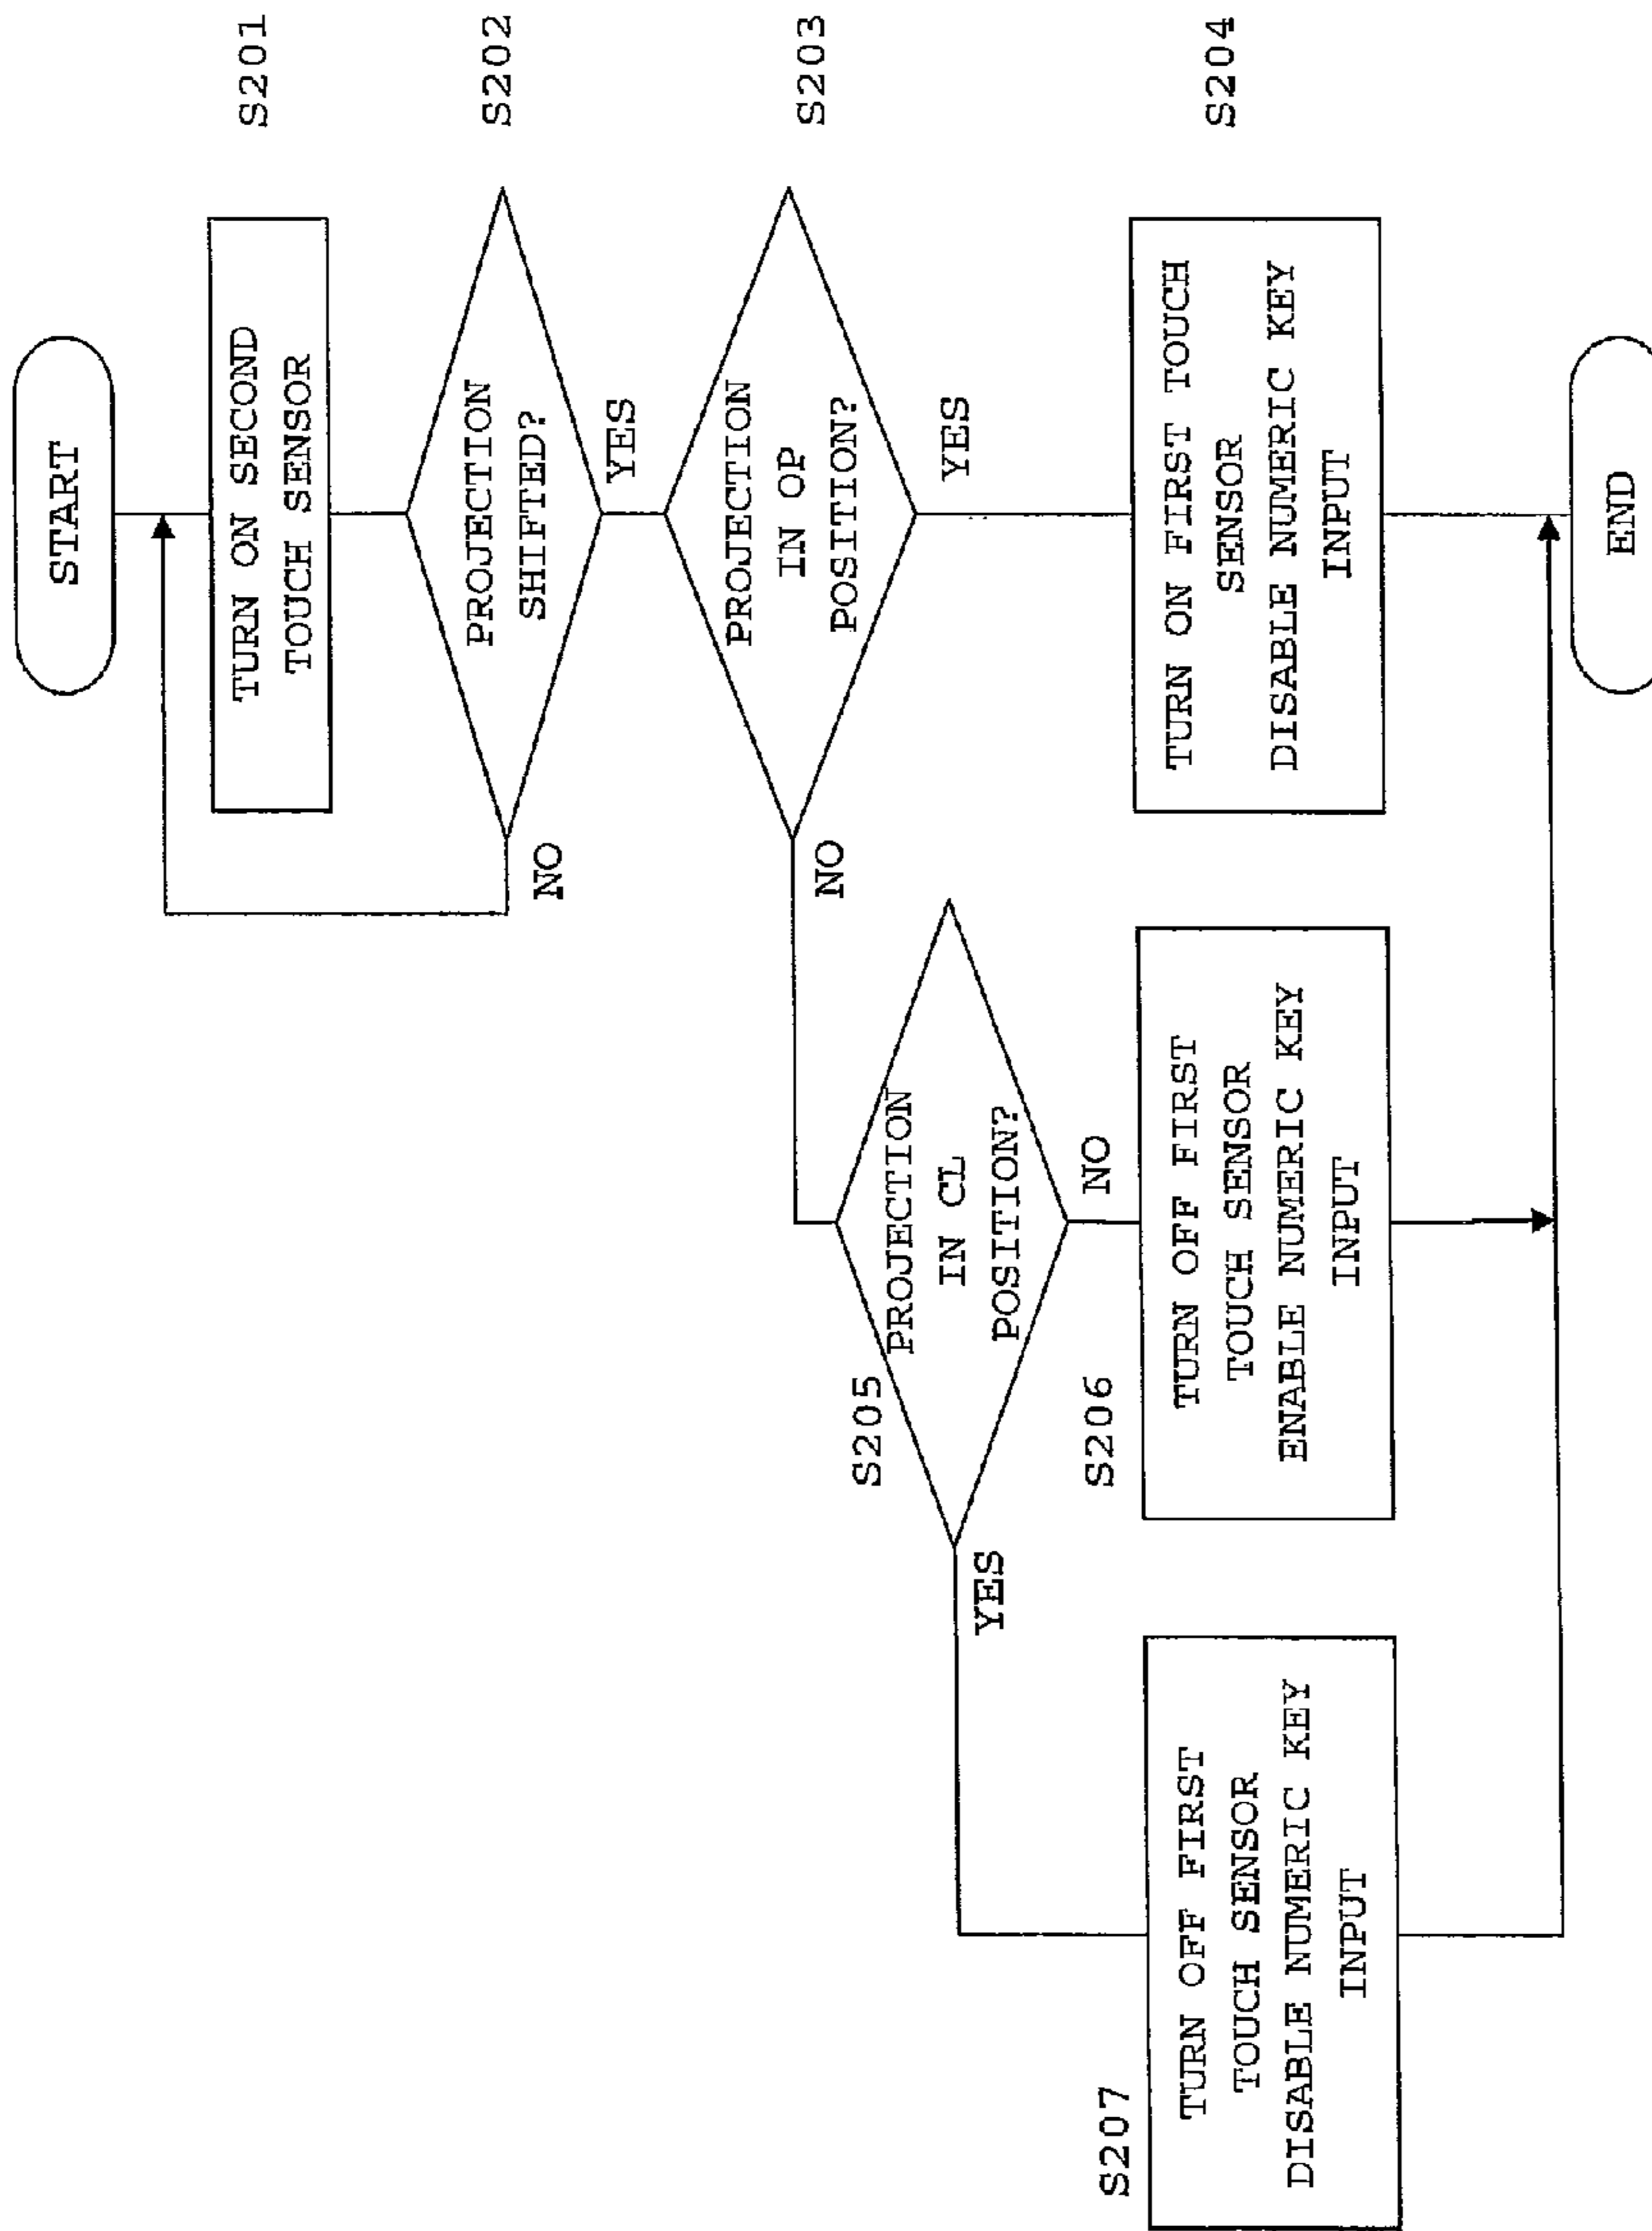 START
TURN ON SECOND
TOUCH SENSOR
S201
PROJECTION
SHIFTED?
S202
NO
YES
PROJECTION
IN OP
POSITION?
S203
NO
YES
TURN ON FIRST TOUCH
SENSOR
DISABLE NUMERIC KEY
INPUT
S204
S205
PROJECTION
IN CL
POSITION?
YES
NO
S206
TURN OFF FIRST
TOUCH SENSOR
ENABLE NUMERIC KEY
INPUT
S207
TURN OFF FIRST
TOUCH SENSOR
DISABLE NUMERIC KEY
INPUT
END